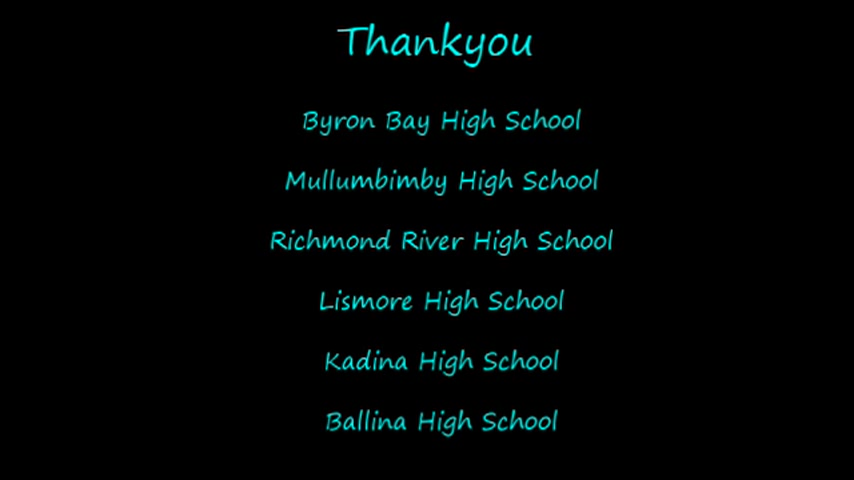 Thankyou
Byron Bay High School
Mullumbimby High School
Richmond River High School
Lismore High School
Kadina High School
Ballina High School